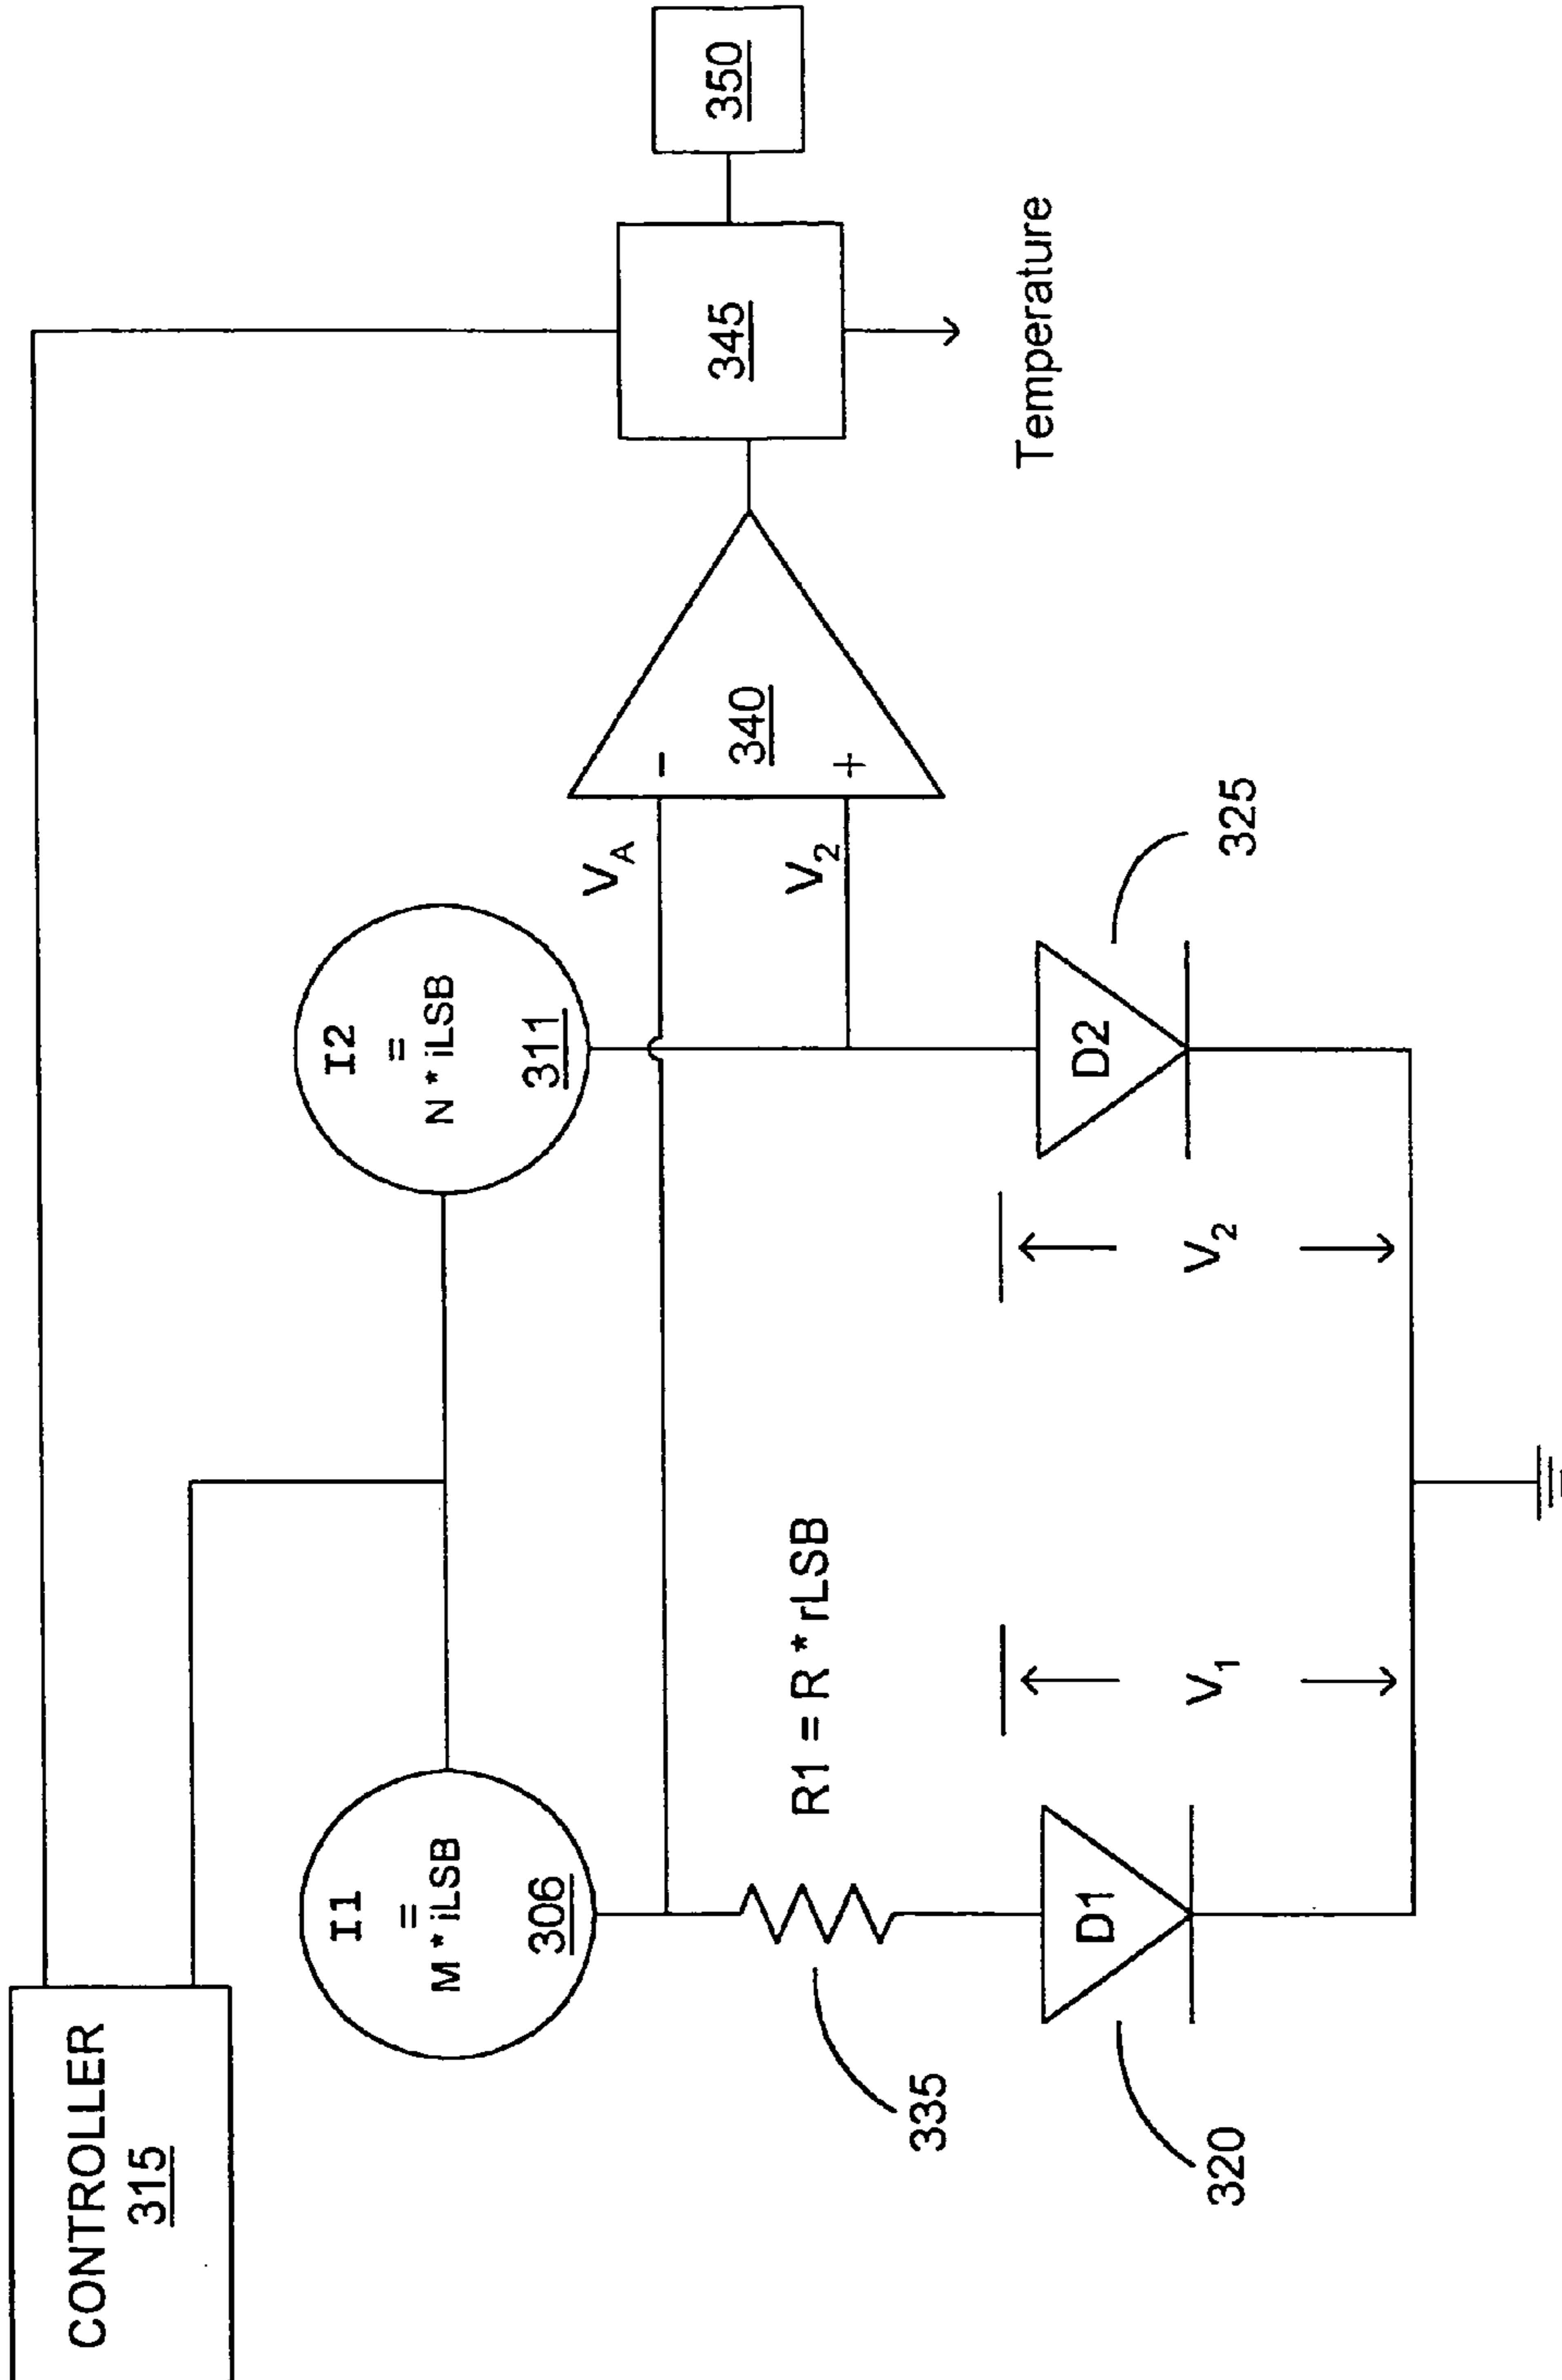 CONTROLLER
315
I1
=
M * iLSB
306
I2
=
N * iLSB
311
VA
V2
-
340
+
345
350
Temperature
R1 = R * rLSB
335
D1
320
V1
V2
D2
325